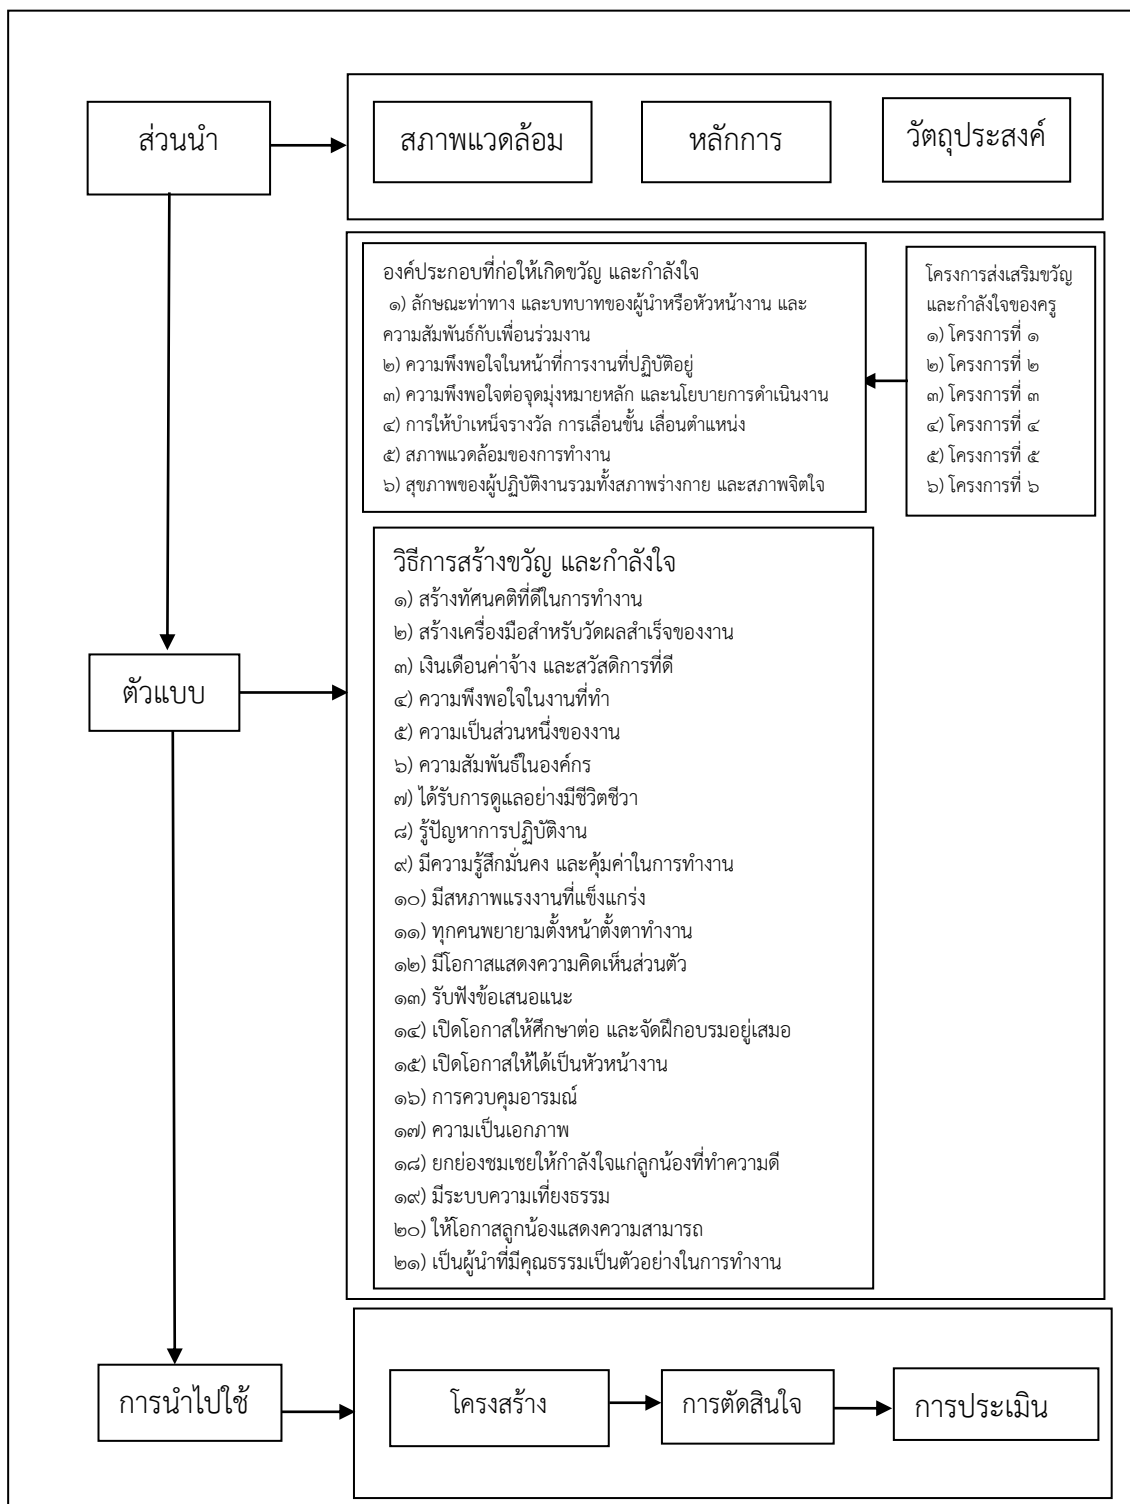 ส่วนนำ
สภาพแวดล้อม
หลักการ
วัตถุประสงค์
องค์ประกอบที่ก่อให้เกิดขวัญ และกำลังใจ
๑) ลักษณะท่าทาง และบทบาทของผู้นำหรือหัวหน้างาน และ
ความสัมพันธ์กับเพื่อนร่วมงาน
๒) ความพึงพอใจในหน้าที่การงานที่ปฏิบัติอยู่
๓) ความพึงพอใจต่อจุดมุ่งหมายหลัก และนโยบายการดำเนินงาน
๔) การให้บำเหน็จรางวัล การเลื่อนขั้น เลื่อนตำแหน่ง
๕) สภาพแวดล้อมของการทำงาน
๖) สุขภาพของผู้ปฏิบัติงานรวมทั้งสภาพร่างกาย และสภาพจิตใจ
โครงการส่งเสริมขวัญ
และกำลังใจของครู
๑) โครงการที่ ๑
๒) โครงการที่ ๒
๓) โครงการที่ ๓
๔) โครงการที่ ๔
๕) โครงการที่ ๕
๖) โครงการที่ ๖
ตัวแบบ
วิธีการสร้างขวัญ และกำลังใจ
๑) สร้างทัศนคติที่ดีในการทำงาน
๒) สร้างเครื่องมือสำหรับวัดผลสำเร็จของงาน
๓) เงินเดือนค่าจ้าง และสวัสดิการที่ดี
๔) ความพึงพอใจในงานที่ทำ
๕) ความเป็นส่วนหนึ่งของงาน
๖) ความสัมพันธ์ในองค์กร
๗) ได้รับการดูแลอย่างมีชีวิตชีวา
๘) รู้ปัญหาการปฏิบัติงาน
๙) มีความรู้สึกมั่นคง และคุ้มค่าในการทำงาน
๑๐) มีสหภาพแรงงานที่แข็งแกร่ง
๑๑) ทุกคนพยายามตั้งหน้าตั้งตาทำงาน
๑๒) มีโอกาสแสดงความคิดเห็นส่วนตัว
๑๓) รับฟังข้อเสนอแนะ
๑๔) เปิดโอกาสให้ศึกษาต่อ และจัดฝึกอบรมอยู่เสมอ
๑๕) เปิดโอกาสให้ได้เป็นหัวหน้างาน
๑๖) การควบคุมอารมณ์
๑๗) ความเป็นเอกภาพ
๑๘) ยกย่องชมเชยให้กำลังใจแก่ลูกน้องที่ทำความดี
๑๙) มีระบบความเที่ยงธรรม
๒๐) ให้โอกาสลูกน้องแสดงความสามารถ
๒๑) เป็นผู้นำที่มีคุณธรรมเป็นตัวอย่างในการทำงาน
การนำไปใช้
โครงสร้าง
การตัดสินใจ
การประเมิน